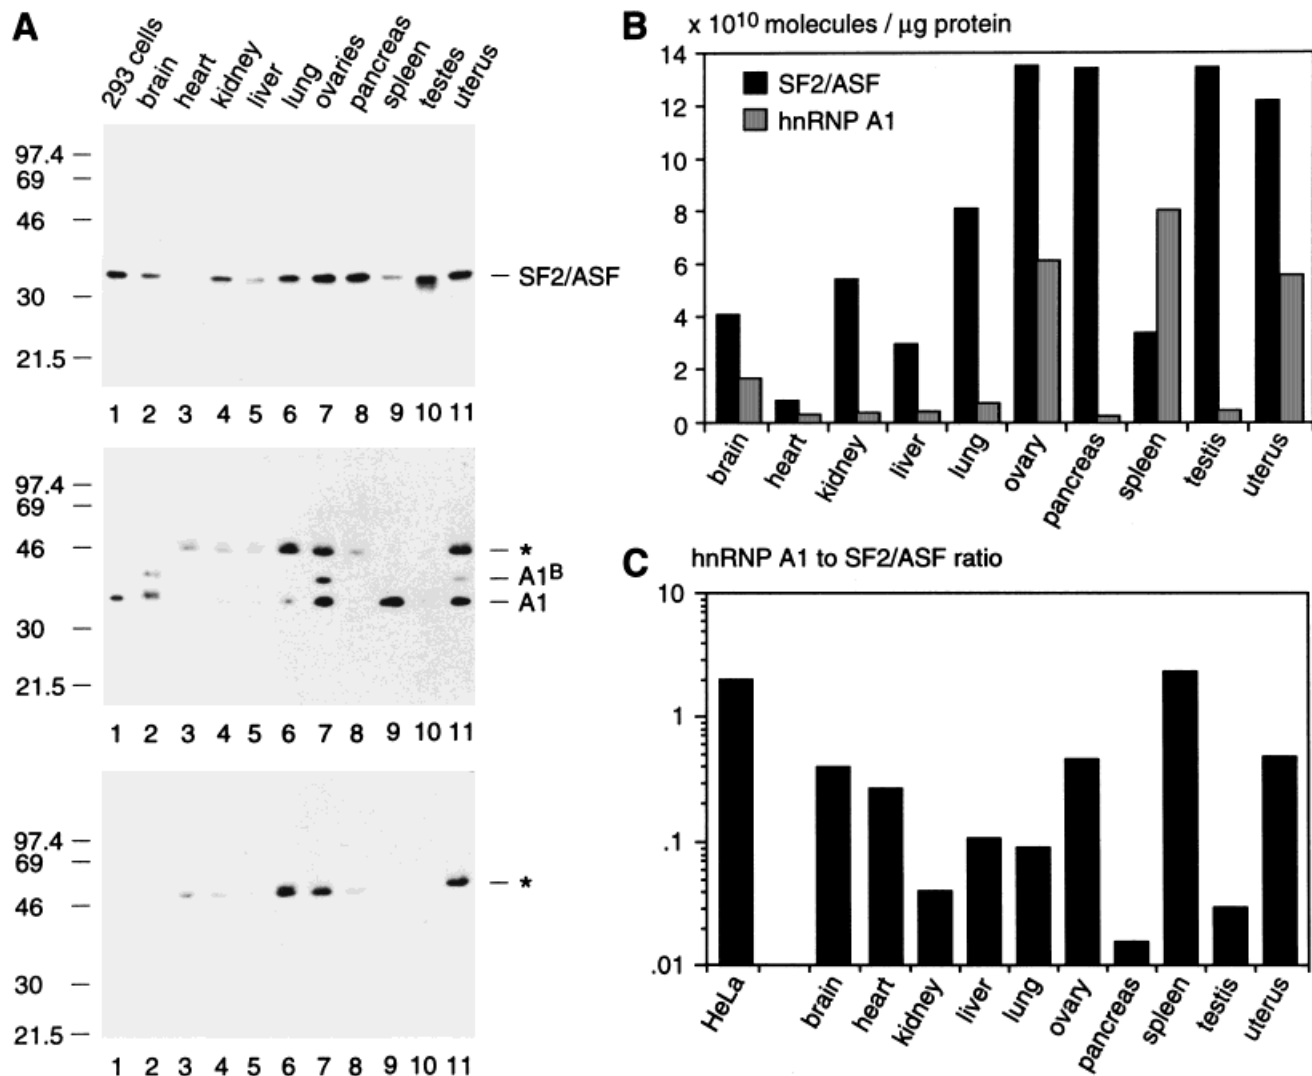 A
293 cells
brain
heart
kidney
liver
lung
ovaries
pancreas
spleen
testes
uterus
97.4
69
46
30
21.5
SF2/ASF
1 2 3 4 5 6 7 8 9 10 11
97.4
69
46
30
21.5
*
A1B
A1
1 2 3 4 5 6 7 8 9 10 11
97.4
69
46
30
21.5
*
1 2 3 4 5 6 7 8 9 10 11
B
x 10¹⁰ molecules / µg protein
14
12
10
8
6
4
2
0
SF2/ASF
hnRNP A1
brain
heart
kidney
liver
lung
ovary
pancreas
spleen
testis
uterus
C
hnRNP A1 to SF2/ASF ratio
10
1
.1
.01
HeLa
brain
heart
kidney
liver
lung
ovary
pancreas
spleen
testis
uterus